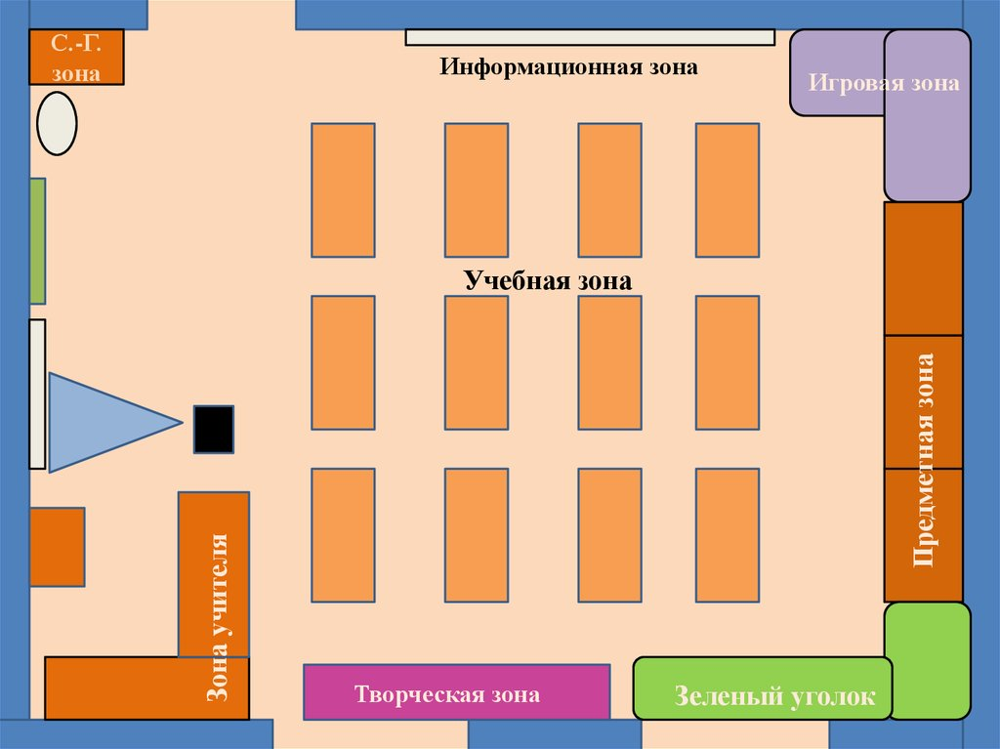 С.-Г.
зона
Информационная зона
Игровая зона
Учебная зона
Предметная зона
Зона учителя
Творческая зона
Зеленый уголок